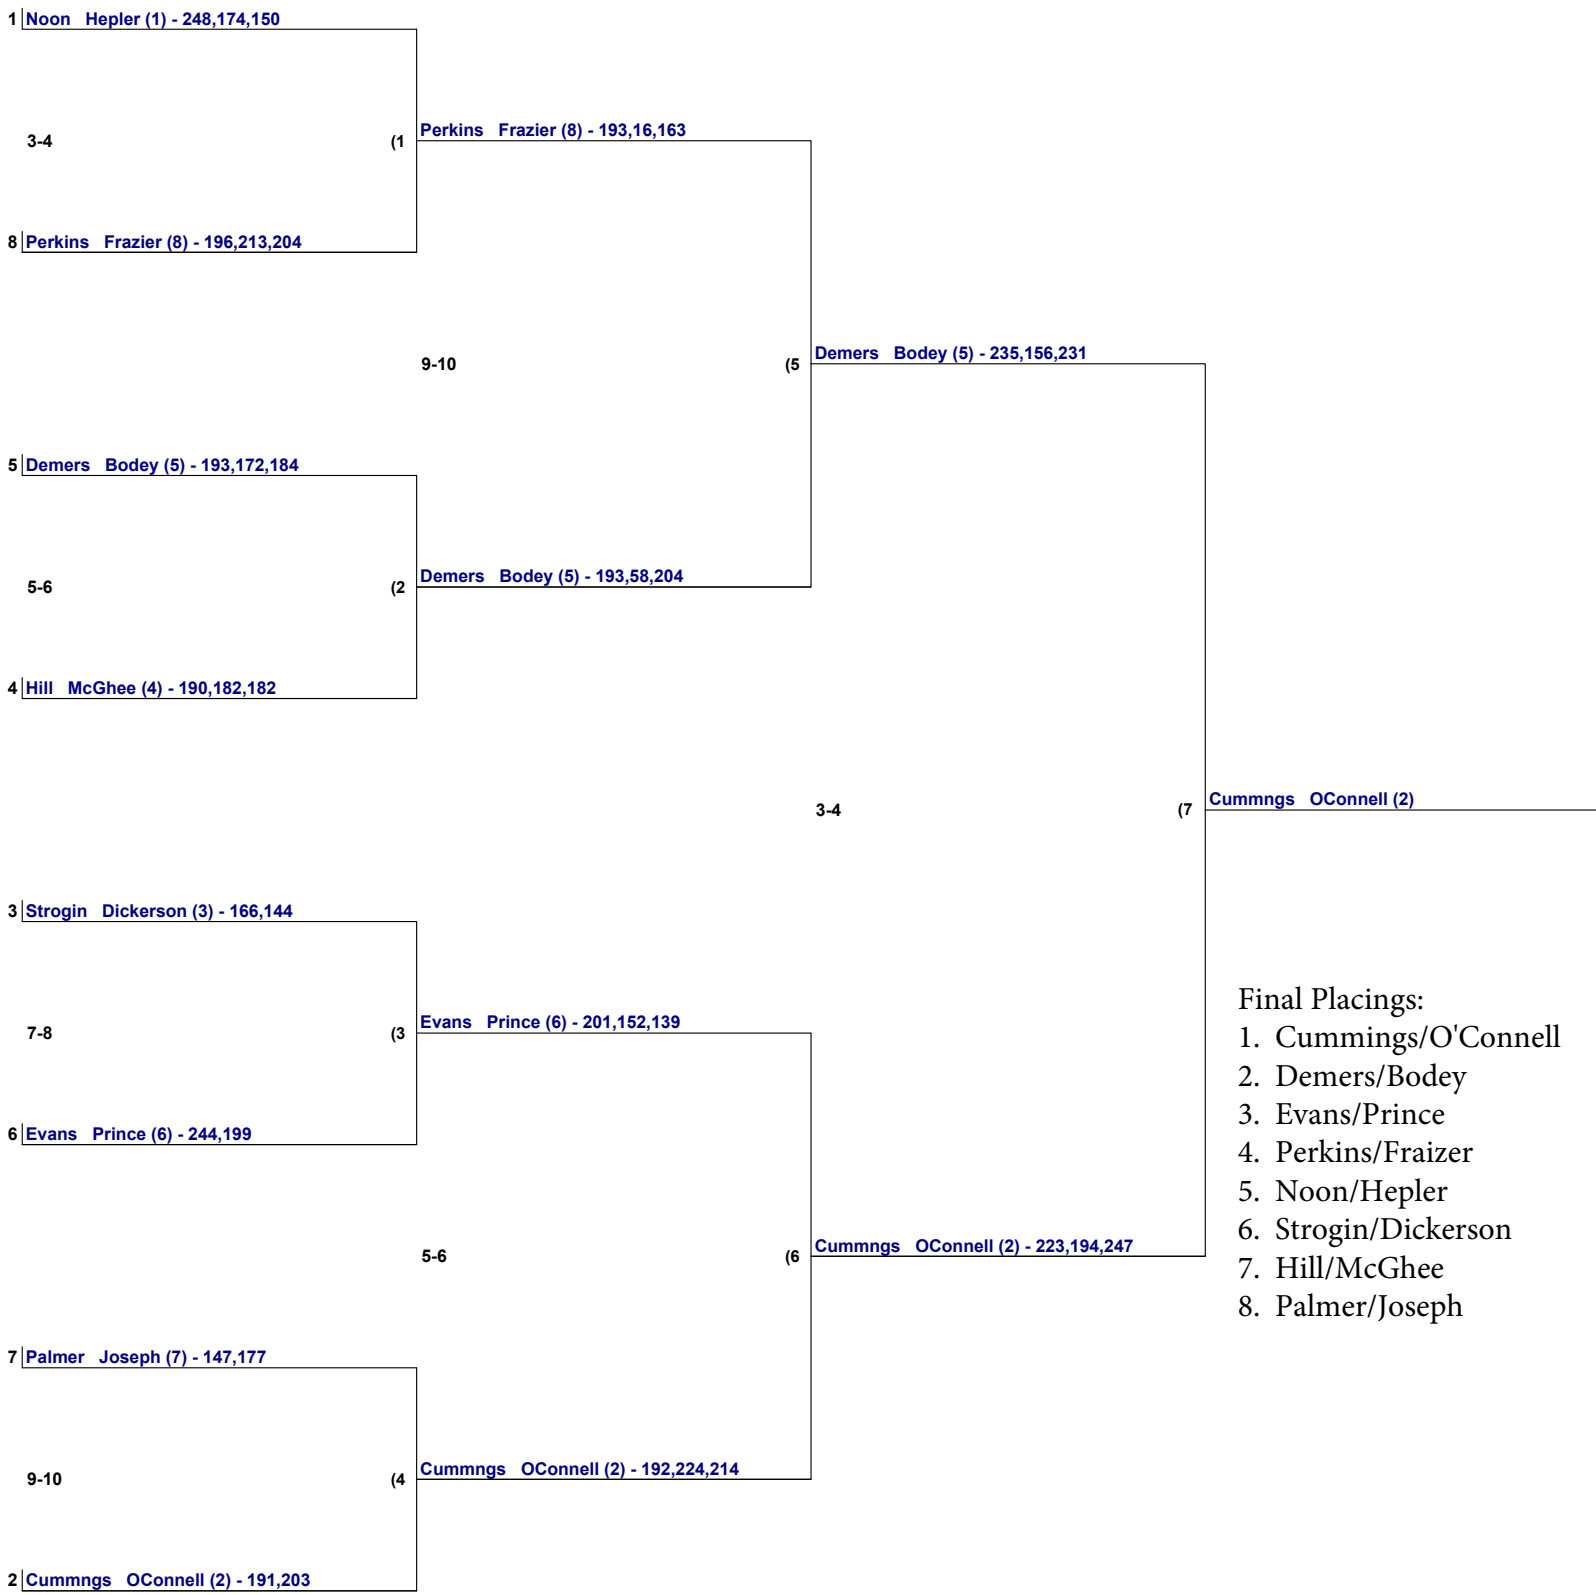 1 Noon Hepler (1) - 248,174,150
Perkins Frazier (8) - 193,16,163
3-4 (1
8 Perkins Frazier (8) - 196,213,204
Demers Bodey (5) - 235,156,231
9-10 (5
5 Demers Bodey (5) - 193,172,184
Demers Bodey (5) - 193,58,204
5-6 (2
4 Hill McGhee (4) - 190,182,182
Cummngs OConnell (2)
3-4 (7
3 Strogin Dickerson (3) - 166,144
Evans Prince (6) - 201,152,139
7-8 (3
6 Evans Prince (6) - 244,199
Cummngs OConnell (2) - 223,194,247
5-6 (6
7 Palmer Joseph (7) - 147,177
Cummngs OConnell (2) - 192,224,214
9-10 (4
2 Cummngs OConnell (2) - 191,203
Final Placings:
1. Cummings/O'Connell
2. Demers/Bodey
3. Evans/Prince
4. Perkins/Fraizer
5. Noon/Hepler
6. Strogin/Dickerson
7. Hill/McGhee
8. Palmer/Joseph